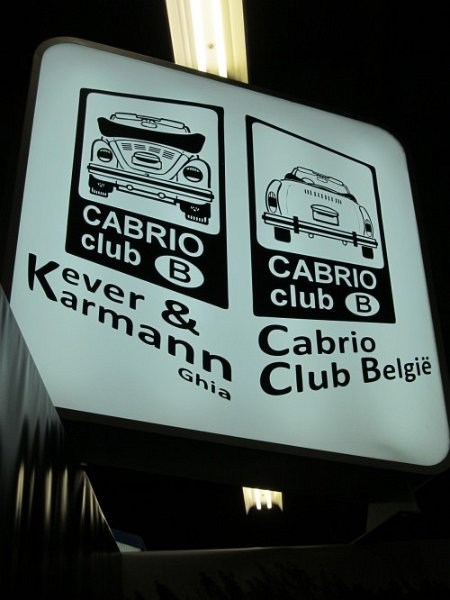 CABRIO
club B
CABRIO
club B
Kever &
Karmann
Ghia
Cabrio
Club België